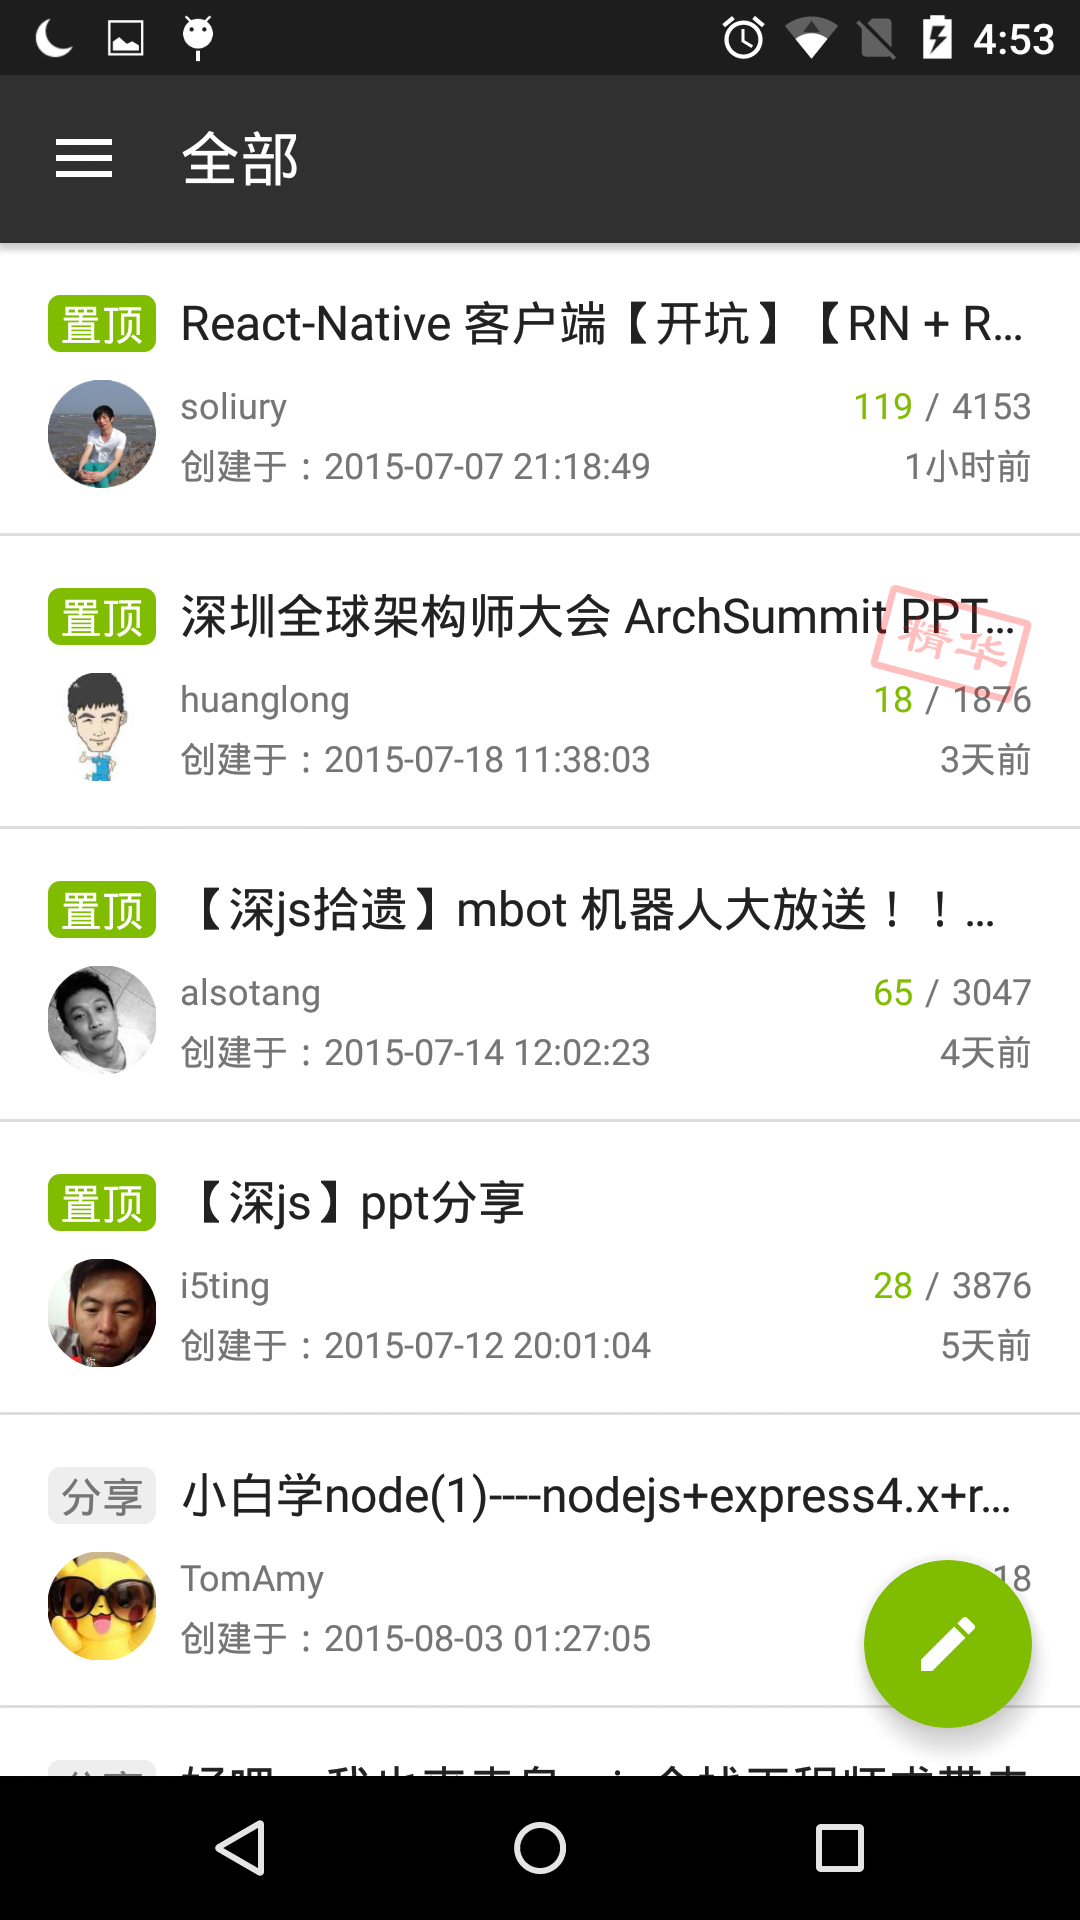 4:53
全部
置顶 React-Native 客户端【开坑】【RN + R...
soliury 119 / 4153
创建于：2015-07-07 21:18:49 1小时前
置顶 深圳全球架构师大会 ArchSummit PPT...
精华
huanglong 18 / 1876
创建于：2015-07-18 11:38:03 3天前
置顶 【深js拾遗】mbot 机器人大放送！！...
alsotang 65 / 3047
创建于：2015-07-14 12:02:23 4天前
置顶 【深js】ppt分享
i5ting 28 / 3876
创建于：2015-07-12 20:01:04 5天前
分享 小白学node(1)----nodejs+express4.x+r...
TomAmy 18
创建于：2015-08-03 01:27:05